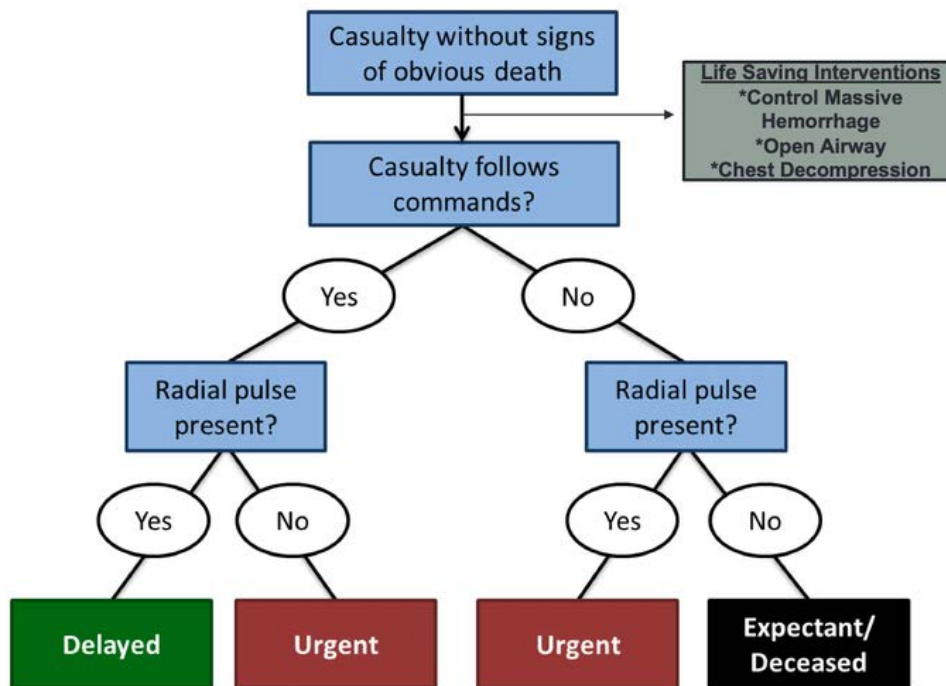 Casualty without signs
of obvious death
Life Saving Interventions
*Control Massive
Hemorrhage
*Open Airway
*Chest Decompression
Casualty follows
commands?
Yes
No
Radial pulse
present?
Radial pulse
present?
Yes
No
Yes
No
Delayed
Urgent
Urgent
Expectant/
Deceased